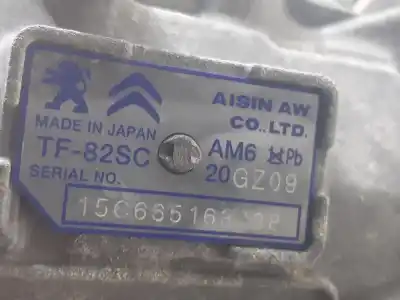 AISIN AW
CO.,LTD.
MADE IN JAPAN
TF-82SC
AM6 Pb
SERIAL NO.
20GZ09